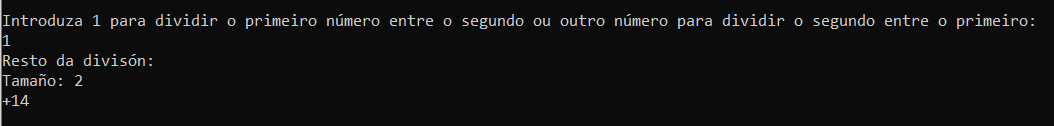 Introduza 1 para dividir o primeiro número entre o segundo ou outro número para dividir o segundo entre o primeiro:
1
Resto da divisón:
Tamaño: 2
+14